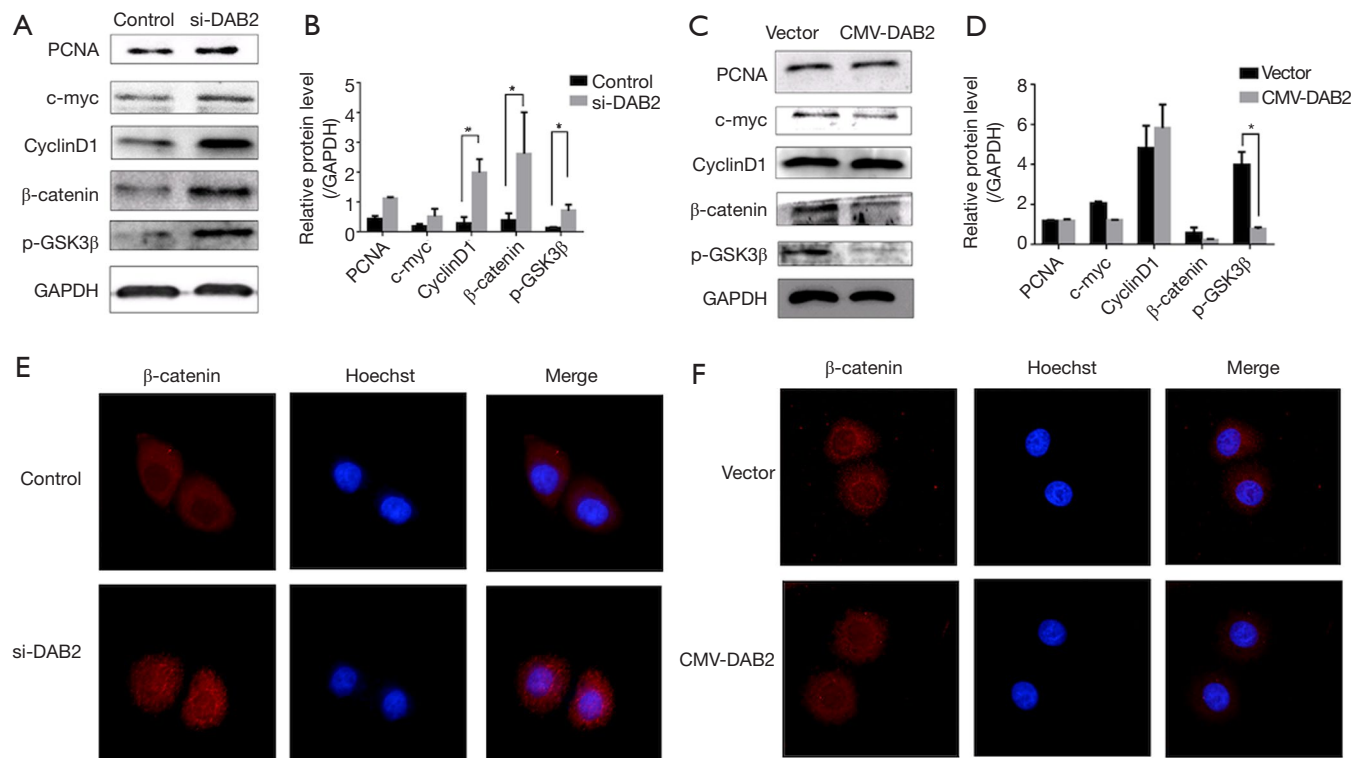 A
Control si-DAB2
PCNA
c-myc
CyclinD1
β-catenin
p-GSK3β
GAPDH
B
Relative protein level
(/GAPDH)
5
4
3
2
1
0
Control
si-DAB2
*
*
*
PCNA
c-myc
CyclinD1
β-catenin
p-GSK3β
C
Vector CMV-DAB2
PCNA
c-myc
CyclinD1
β-catenin
p-GSK3β
GAPDH
D
Relative protein level
(/GAPDH)
8
6
4
2
0
Vector
CMV-DAB2
*
PCNA
c-myc
CyclinD1
β-catenin
p-GSK3β
E
β-catenin Hoechst Merge
Control
si-DAB2
F
β-catenin Hoechst Merge
Vector
CMV-DAB2